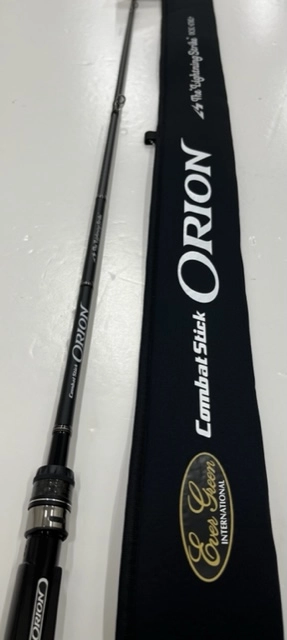 Combat Stick ORION
Ever Green
INTERNATIONAL
Combat Stick ORION
The "Lightning Strike"
ORION